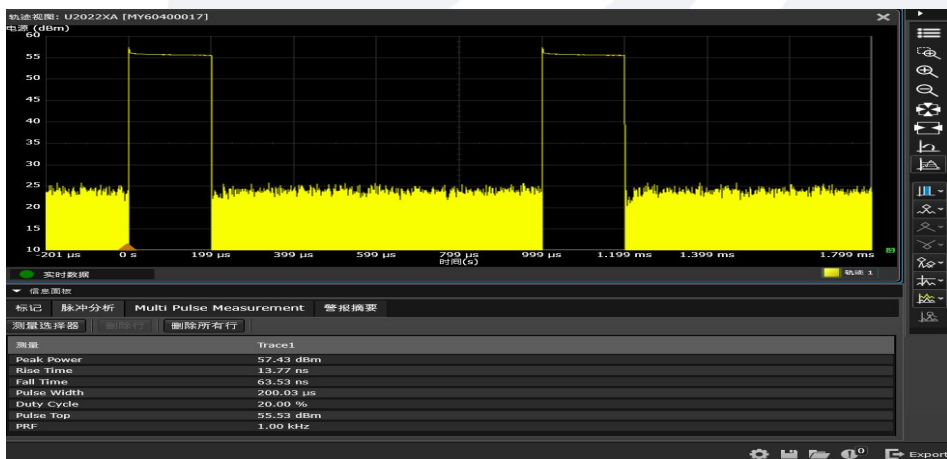 轨迹视图: U2022XA [MY60400017]
电源 (dBm)
60
55
50
45
40
35
30
25
20
15
10
-201 µs 0 s 199 µs 399 µs 599 µs 799 µs 999 µs 1.199 ms 1.399 ms 1.799 ms
时间(s)
实时数据 轨迹 1
信息面板
标记 脉冲分析 Multi Pulse Measurement 警报摘要
测量选择器 删除行 删除所有行
测量 Trace1
Peak Power 57.43 dBm
Rise Time 13.77 ns
Fall Time 63.53 ns
Pulse Width 200.03 µs
Duty Cycle 20.00 %
Pulse Top 55.53 dBm
PRF 1.00 kHz
0 Export